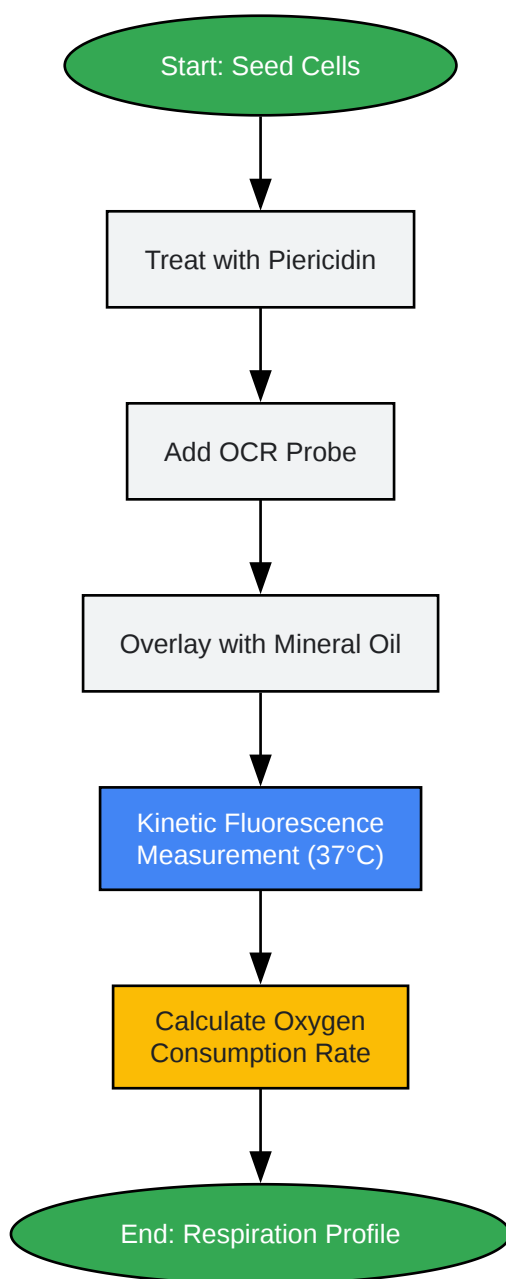 Start: Seed Cells
Treat with Piericidin
Add OCR Probe
Overlay with Mineral Oil
Kinetic Fluorescence
Measurement (37°C)
Calculate Oxygen
Consumption Rate
End: Respiration Profile